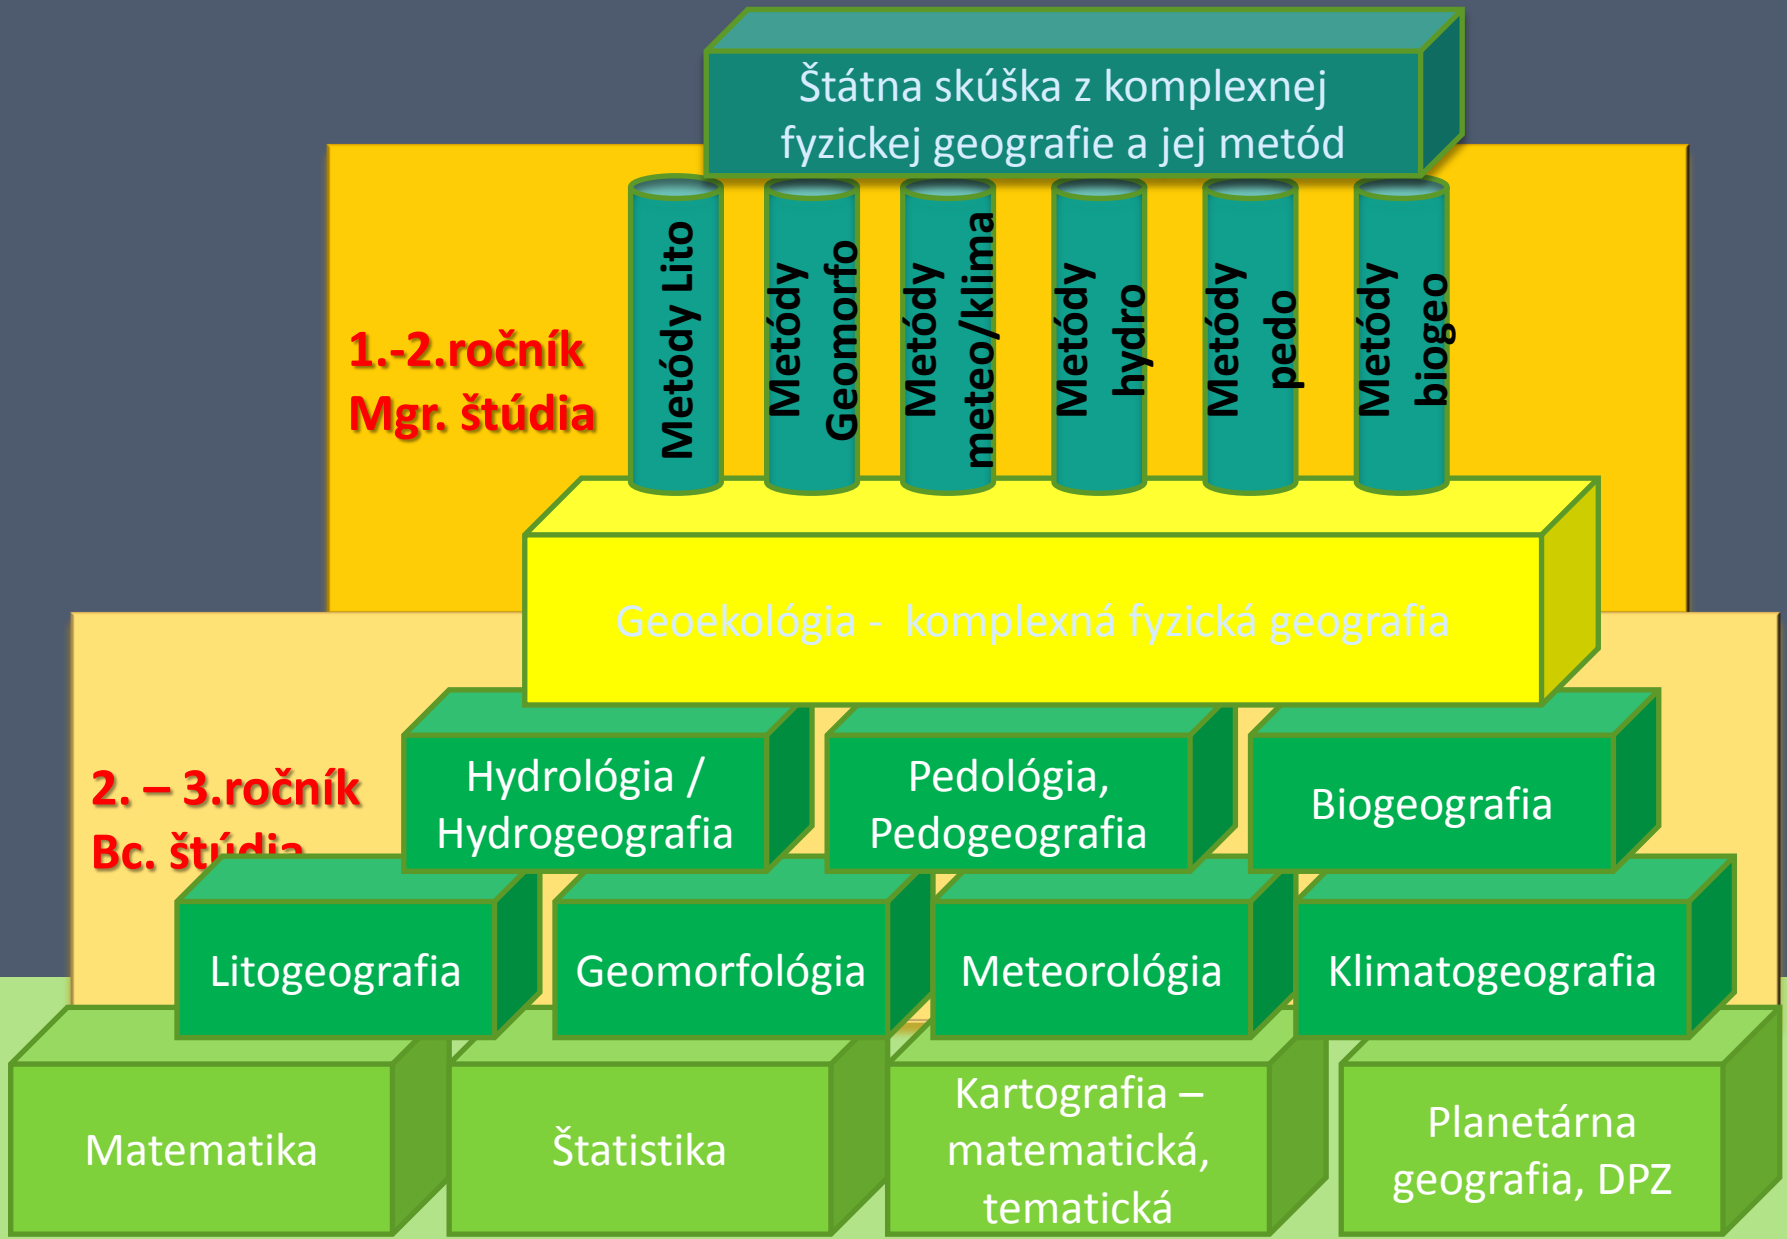 Štátna skúška z komplexnej
fyzickej geografie a jej metód
1.-2.ročník
Mgr. štúdia
Metódy Lito
Metódy
Geomorfo
Metódy
meteo/klima
Metódy
hydro
Metódy
pedo
Metódy
biogeo
Geoekológia - komplexná fyzická geografia
2. – 3.ročník
Bc. štúdia
Hydrológia /
Hydrogeografia
Pedológia,
Pedogeografia
Biogeografia
Litogeografia
Geomorfológia
Meteorológia
Klimatogeografia
Matematika
Štatistika
Kartografia –
matematická,
tematická
Planetárna
geografia, DPZ